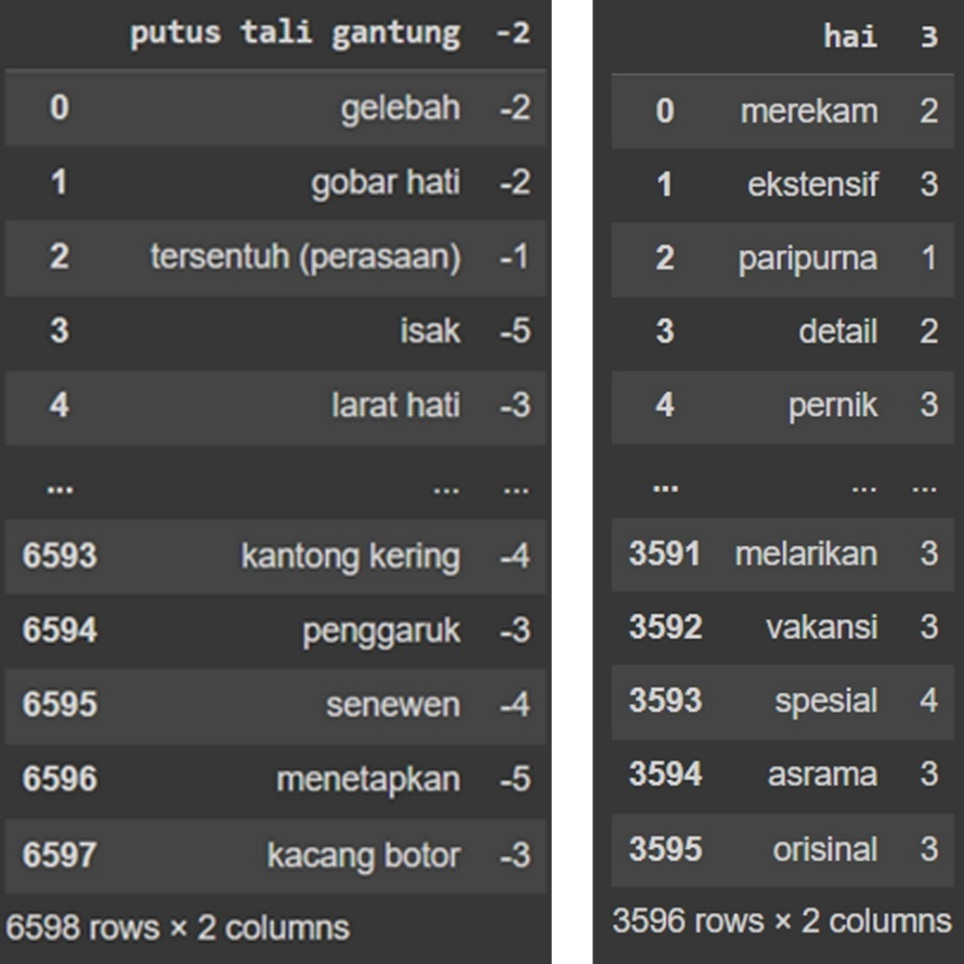 putus tali gantung -2
0 gelebah -2
1 gobar hati -2
2 tersentuh (perasaan) -1
3 isak -5
4 larat hati -3
... ... ...
6593 kantong kering -4
6594 penggaruk -3
6595 senewen -4
6596 menetapkan -5
6597 kacang botor -3
6598 rows × 2 columns
hai 3
0 merekam 2
1 ekstensif 3
2 paripurna 1
3 detail 2
4 pernik 3
... ... ...
3591 melarikan 3
3592 vakansi 3
3593 spesial 4
3594 asrama 3
3595 orisinal 3
3596 rows × 2 columns